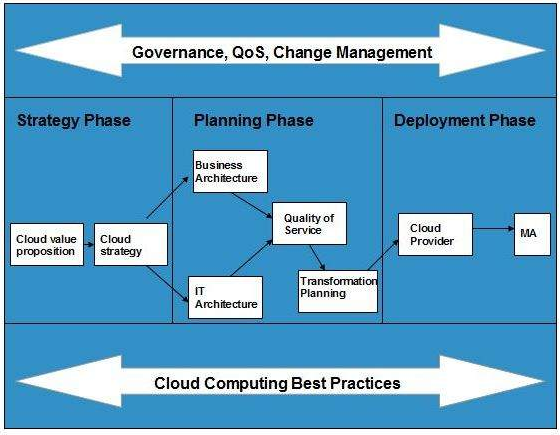 Governance, QoS, Change Management
Strategy Phase
Planning Phase
Deployment Phase
Cloud value
proposition
Cloud
strategy
Business
Architecture
IT
Architecture
Quality of
Service
Transformation
Planning
Cloud
Provider
MA
Cloud Computing Best Practices